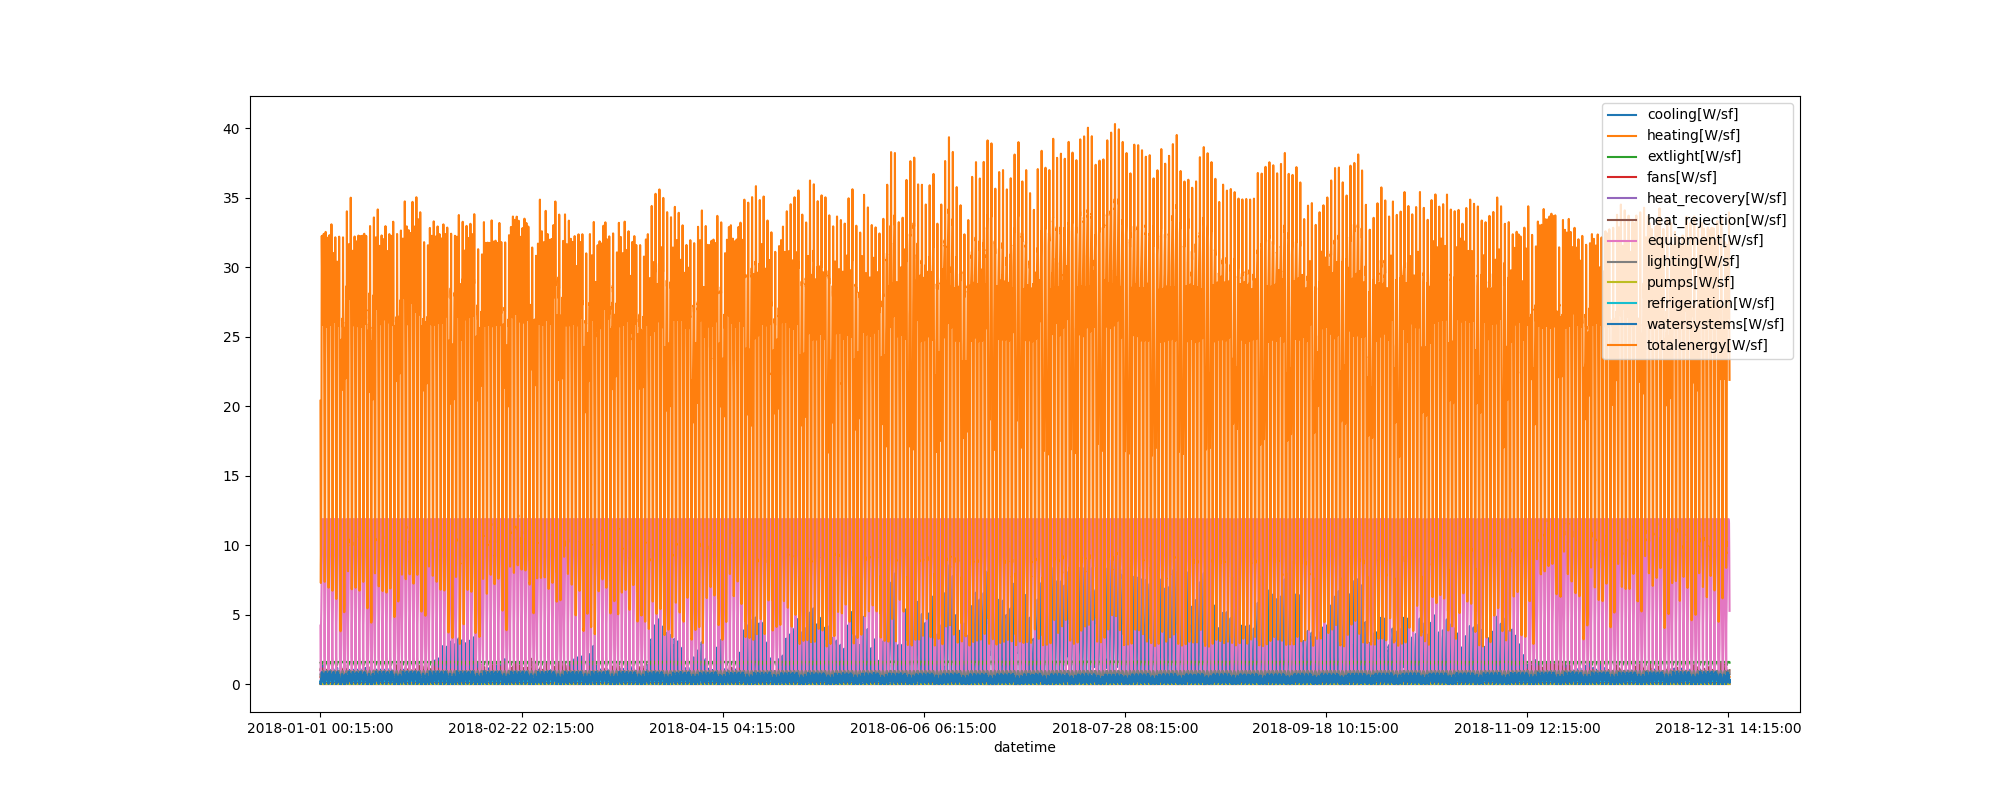 40
35
30
25
20
15
10
5
0
cooling[W/sf]
heating[W/sf]
extlight[W/sf]
fans[W/sf]
heat_recovery[W/sf]
heat_rejection[W/sf]
equipment[W/sf]
lighting[W/sf]
pumps[W/sf]
refrigeration[W/sf]
watersystems[W/sf]
totalenergy[W/sf]
2018-01-01 00:15:00 2018-02-22 02:15:00 2018-04-15 04:15:00 2018-06-06 06:15:00 2018-07-28 08:15:00 2018-09-18 10:15:00 2018-11-09 12:15:00 2018-12-31 14:15:00
datetime